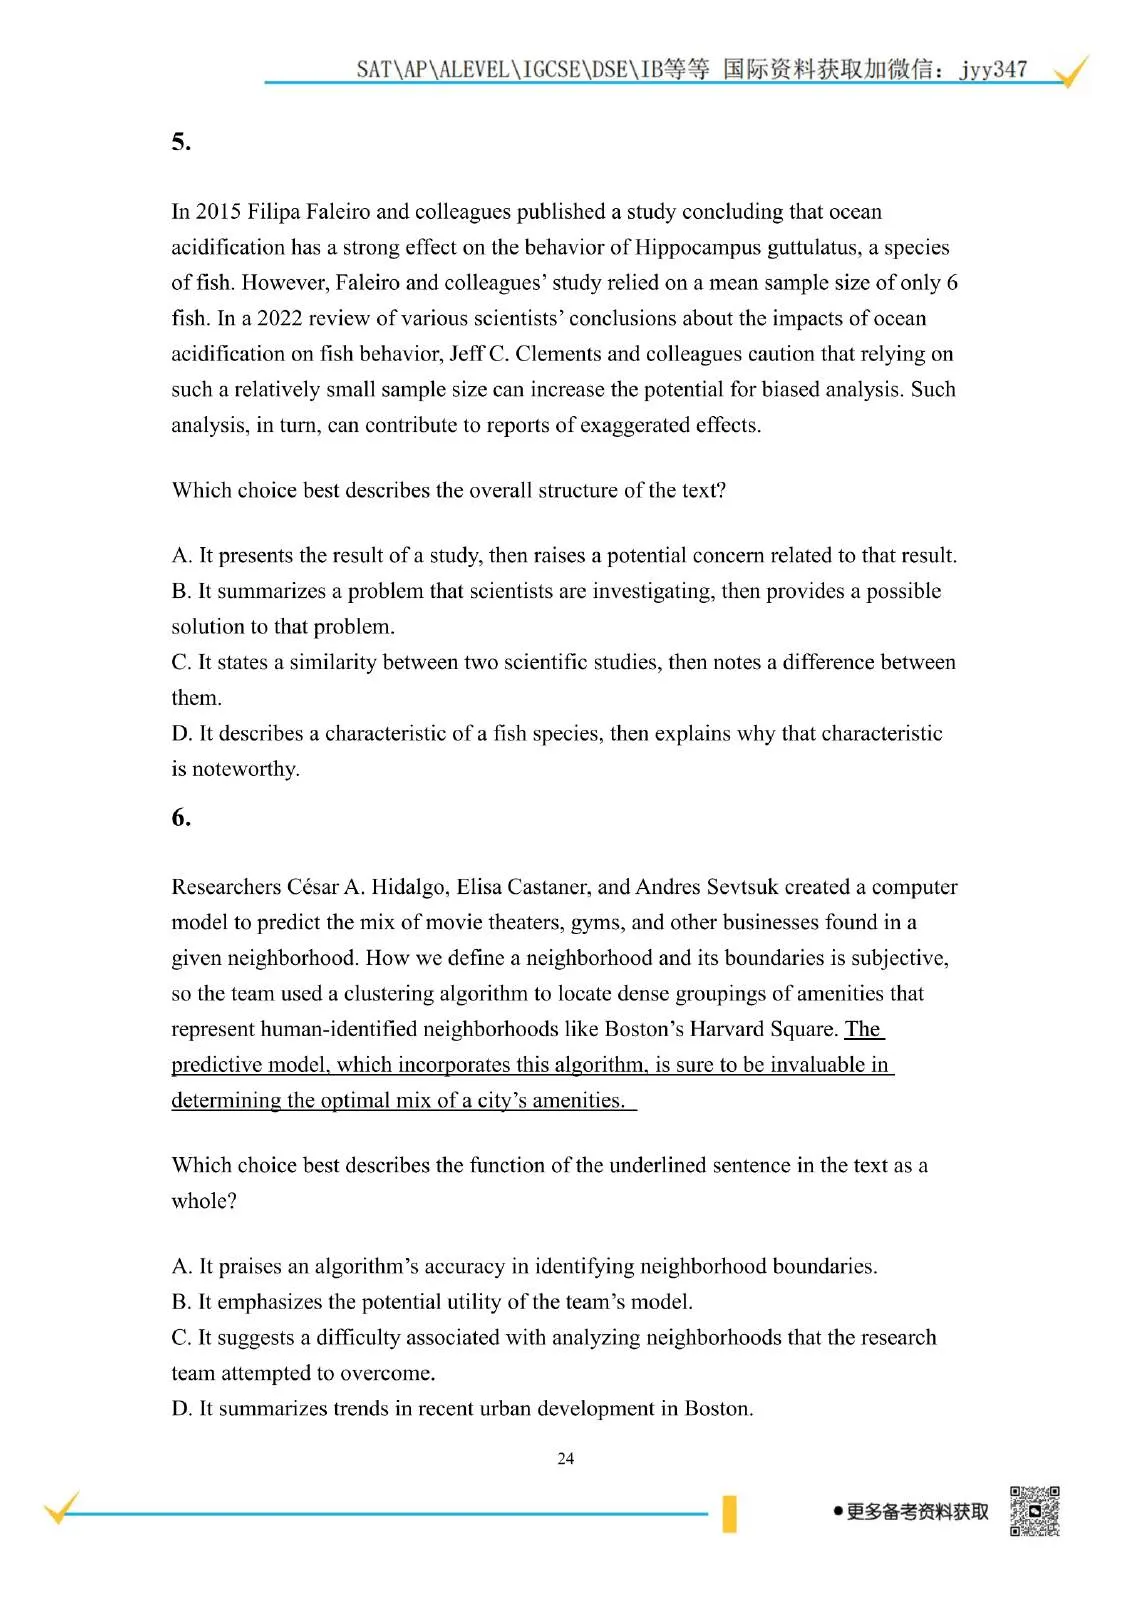 SAT\AP\ALEVEL\IGCSE\DSE\IB等等 国际资料获取加微信：jyy347
5.
In 2015 Filipa Faleiro and colleagues published a study concluding that ocean
acidification has a strong effect on the behavior of Hippocampus guttulatus, a species
of fish. However, Faleiro and colleagues’ study relied on a mean sample size of only 6
fish. In a 2022 review of various scientists’ conclusions about the impacts of ocean
acidification on fish behavior, Jeff C. Clements and colleagues caution that relying on
such a relatively small sample size can increase the potential for biased analysis. Such
analysis, in turn, can contribute to reports of exaggerated effects.
Which choice best describes the overall structure of the text?
A. It presents the result of a study, then raises a potential concern related to that result.
B. It summarizes a problem that scientists are investigating, then provides a possible
solution to that problem.
C. It states a similarity between two scientific studies, then notes a difference between
them.
D. It describes a characteristic of a fish species, then explains why that characteristic
is noteworthy.
6.
Researchers César A. Hidalgo, Elisa Castaner, and Andres Sevtsuk created a computer
model to predict the mix of movie theaters, gyms, and other businesses found in a
given neighborhood. How we define a neighborhood and its boundaries is subjective,
so the team used a clustering algorithm to locate dense groupings of amenities that
represent human-identified neighborhoods like Boston’s Harvard Square. The
predictive model, which incorporates this algorithm, is sure to be invaluable in
determining the optimal mix of a city’s amenities.
Which choice best describes the function of the underlined sentence in the text as a
whole?
A. It praises an algorithm’s accuracy in identifying neighborhood boundaries.
B. It emphasizes the potential utility of the team’s model.
C. It suggests a difficulty associated with analyzing neighborhoods that the research
team attempted to overcome.
D. It summarizes trends in recent urban development in Boston.
24
●更多备考资料获取